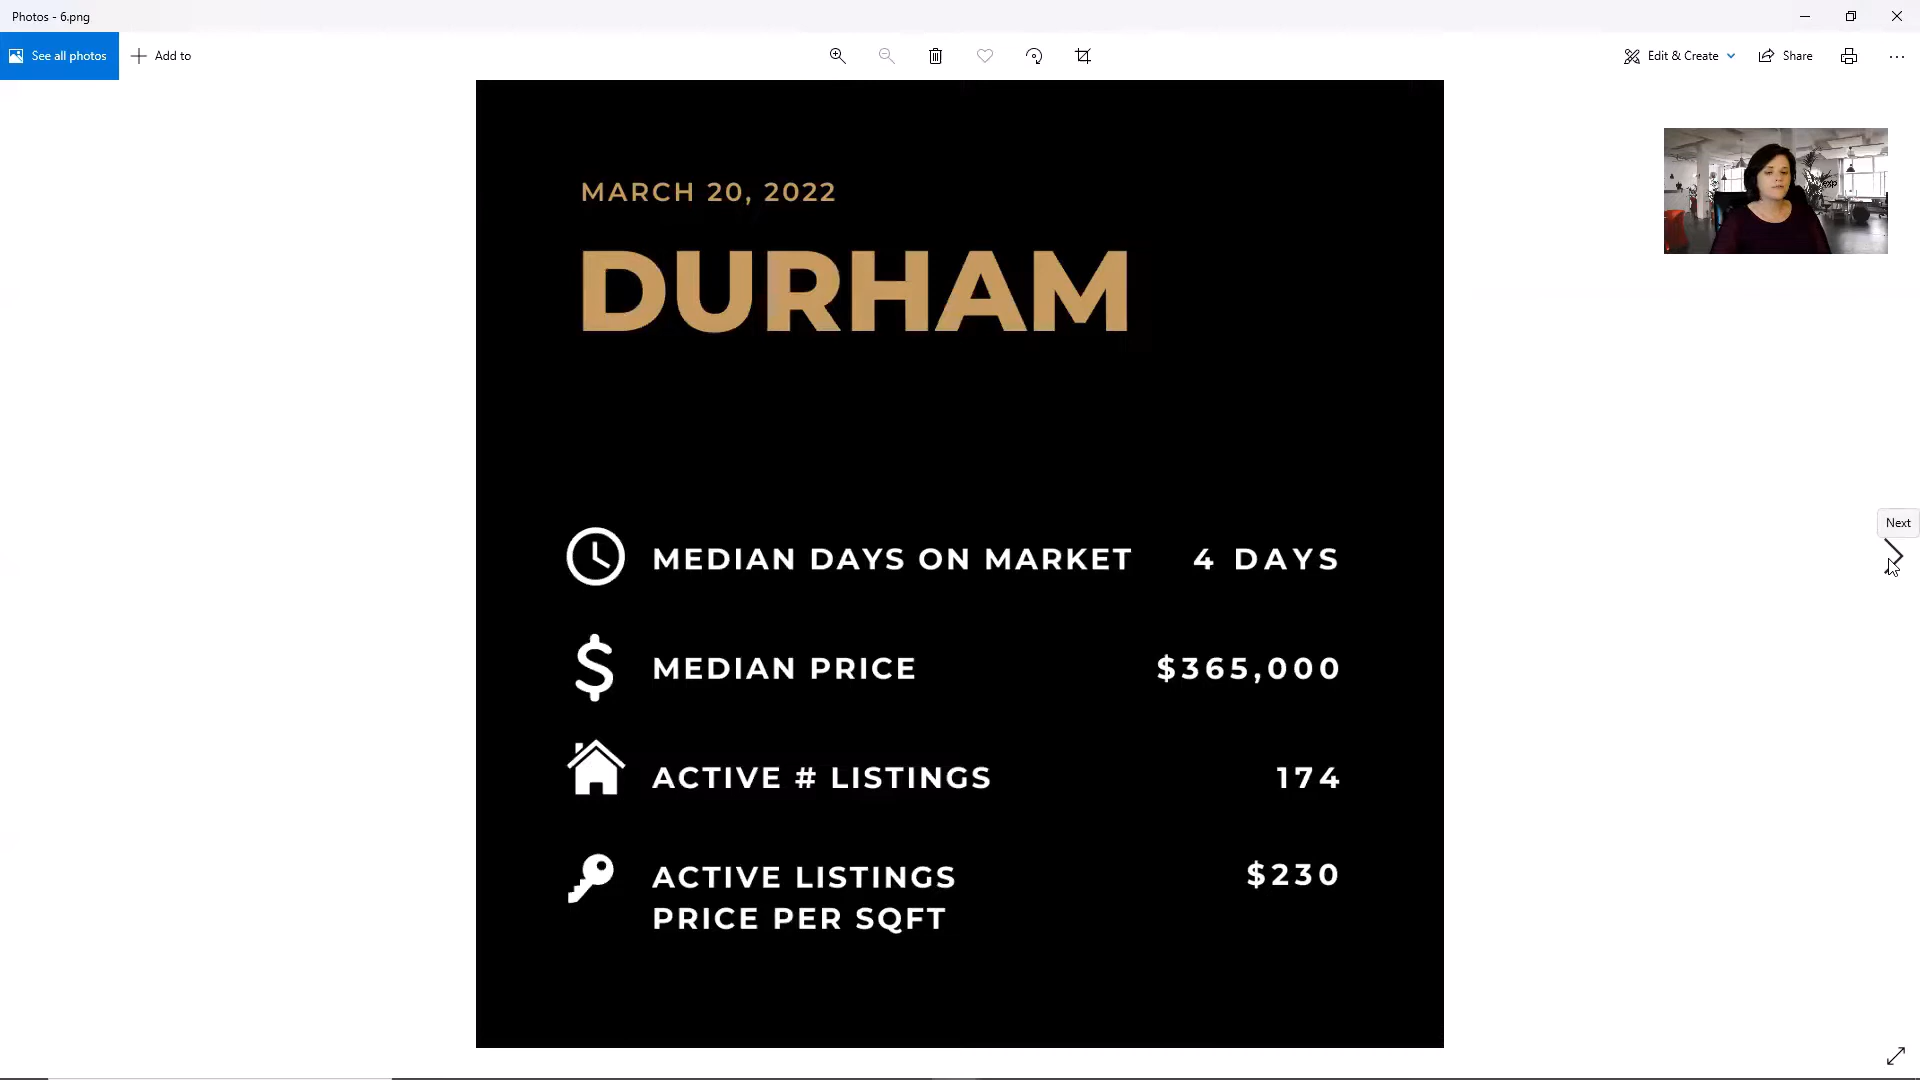 Photos - 6.png
See all photos
Add to
Edit & Create
Share
MARCH 20, 2022
DURHAM
exp
Next
MEDIAN DAYS ON MARKET 4 DAYS
MEDIAN PRICE $365,000
ACTIVE # LISTINGS 174
ACTIVE LISTINGS $230
PRICE PER SQFT